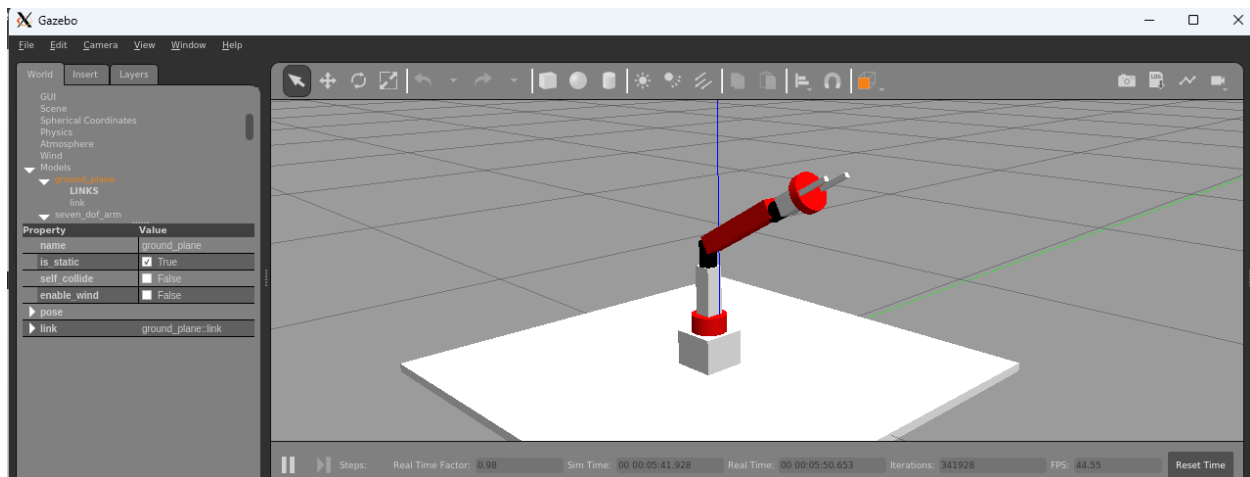 Gazebo
File Edit Camera View Window Help
World Insert Layers
GUI
Scene
Spherical Coordinates
Physics
Atmosphere
Wind
Models
ground_plane
LINKS
link
seven_dof_arm
Property Value
name ground_plane
is_static True
self_collide False
enable_wind False
pose
link ground_plane::link
LOG
Steps: Real Time Factor: 0.98 Sim Time: 00 00:05:41.928 Real Time: 00 00:05:50.653 Iterations: 341928 FPS: 44.55 Reset Time